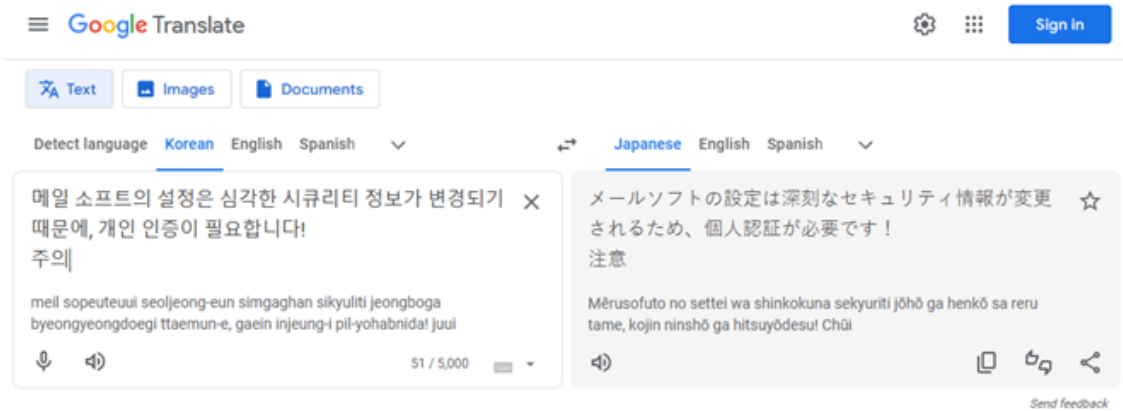 Google Translate
Sign in
Text
Images
Documents
Detect language Korean English Spanish
Japanese English Spanish
메일 소프트의 설정은 심각한 시큐리티 정보가 변경되기
때문에, 개인 인증이 필요합니다!
주의
meil sopeuteuui seoljeong-eun simgaghan sikyuliti jeongboga
byeongyeongdoegi ttaemun-e, gaein injeung-i pil-yohabnida! juui
51 / 5,000
メールソフトの設定は深刻なセキュリティ情報が変更
されるため、個人認証が必要です！
注意
Mērusofuto no settei wa shinkokuna sekyuriti jōhō ga henkō sa reru
tame, kojin ninshō ga hitsuyōdesu! Chūi
Send feedback